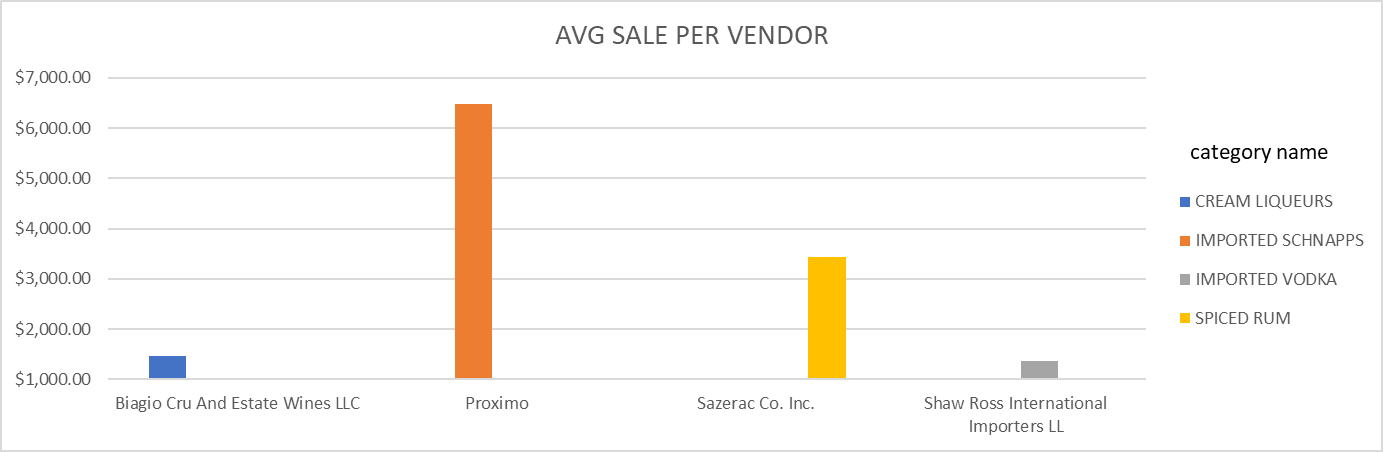 AVG SALE PER VENDOR
$7,000.00
$6,000.00
$5,000.00
$4,000.00
$3,000.00
$2,000.00
$1,000.00
Biagio Cru And Estate Wines LLC
Proximo
Sazerac Co. Inc.
Shaw Ross International
Importers LL
category name
CREAM LIQUEURS
IMPORTED SCHNAPPS
IMPORTED VODKA
SPICED RUM